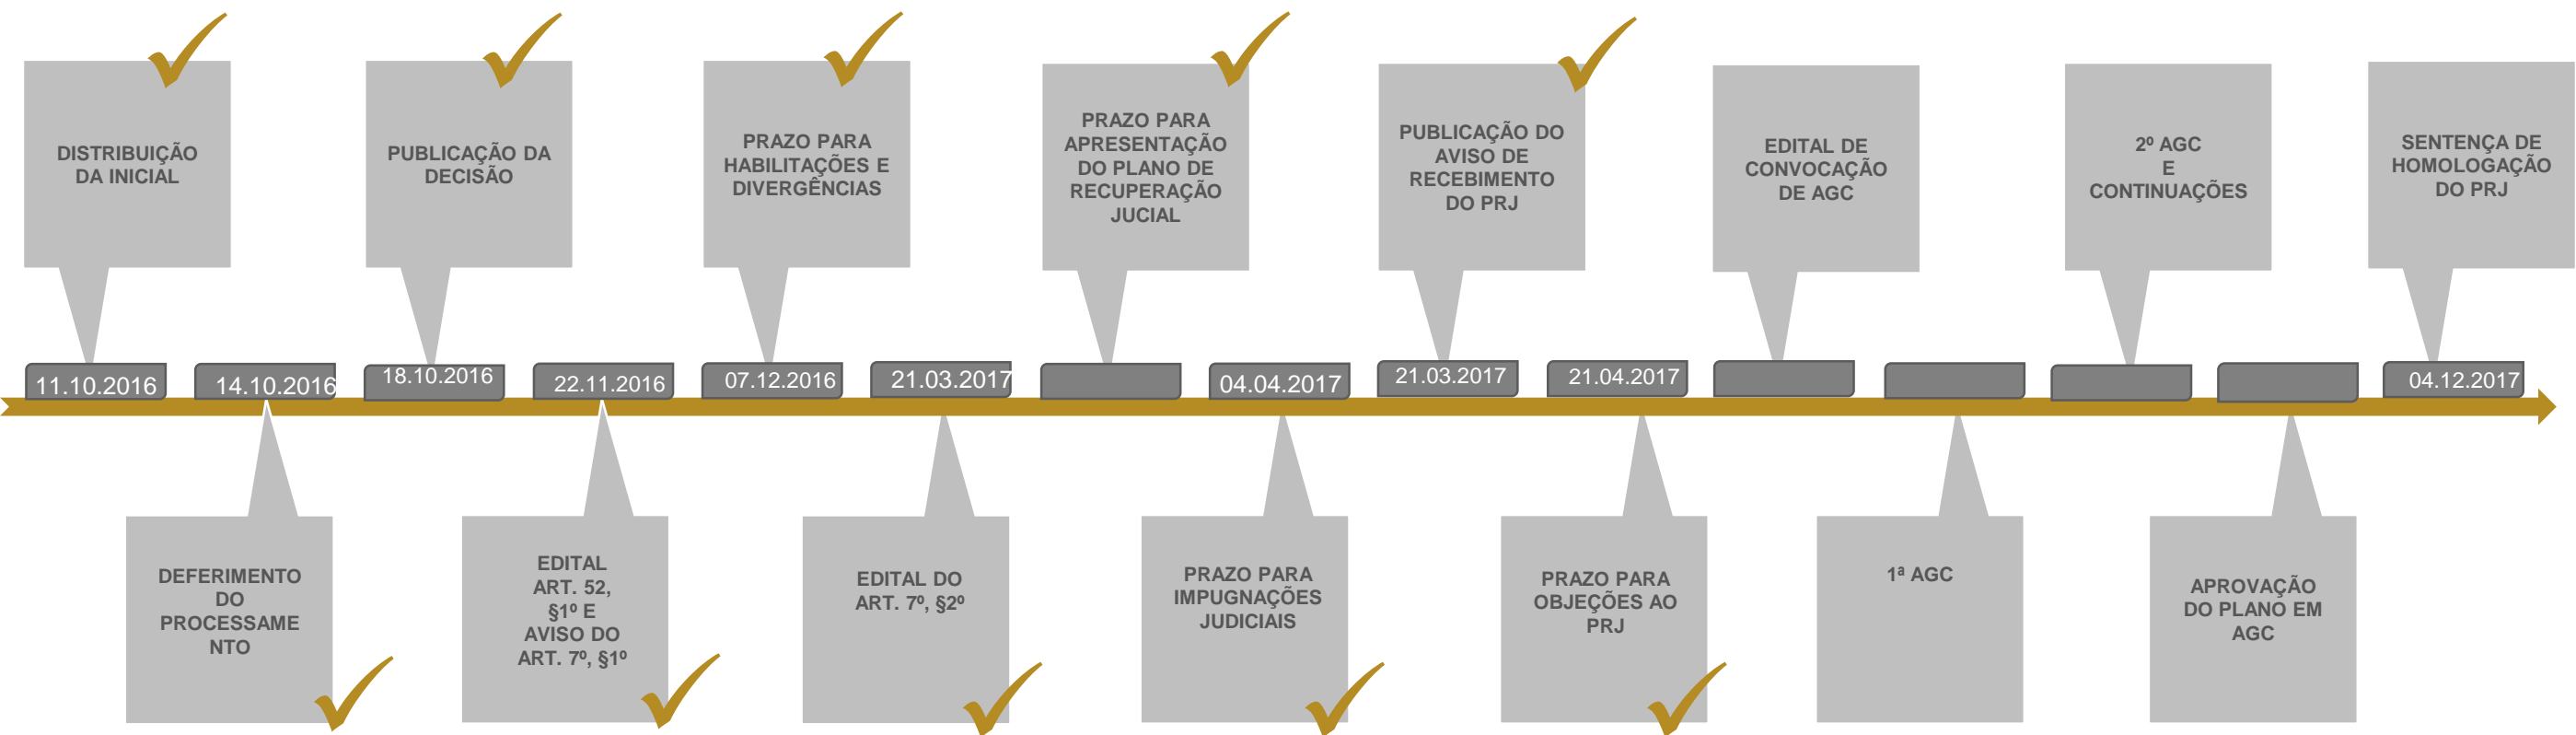 DISTRIBUIÇÃO
DA INICIAL
PUBLICAÇÃO DA
DECISÃO
PRAZO PARA
HABILITAÇÕES E
DIVERGÊNCIAS
PRAZO PARA
APRESENTAÇÃO
DO PLANO DE
RECUPERAÇÃO
JUCIAL
PUBLICAÇÃO DO
AVISO DE
RECEBIMENTO
DO PRJ
EDITAL DE
CONVOCAÇÃO
DE AGC
2º AGC
E
CONTINUAÇÕES
SENTENÇA DE
HOMOLOGAÇÃO
DO PRJ
11.10.2016
14.10.2016
18.10.2016
22.11.2016
07.12.2016
21.03.2017
04.04.2017
21.03.2017
21.04.2017
04.12.2017
DEFERIMENTO
DO
PROCESSAME
NTO
EDITAL
ART. 52,
§1º E
AVISO DO
ART. 7º, §1º
EDITAL DO
ART. 7º, §2º
PRAZO PARA
IMPUGNAÇÕES
JUDICIAIS
PRAZO PARA
OBJEÇÕES AO
PRJ
1ª AGC
APROVAÇÃO
DO PLANO EM
AGC